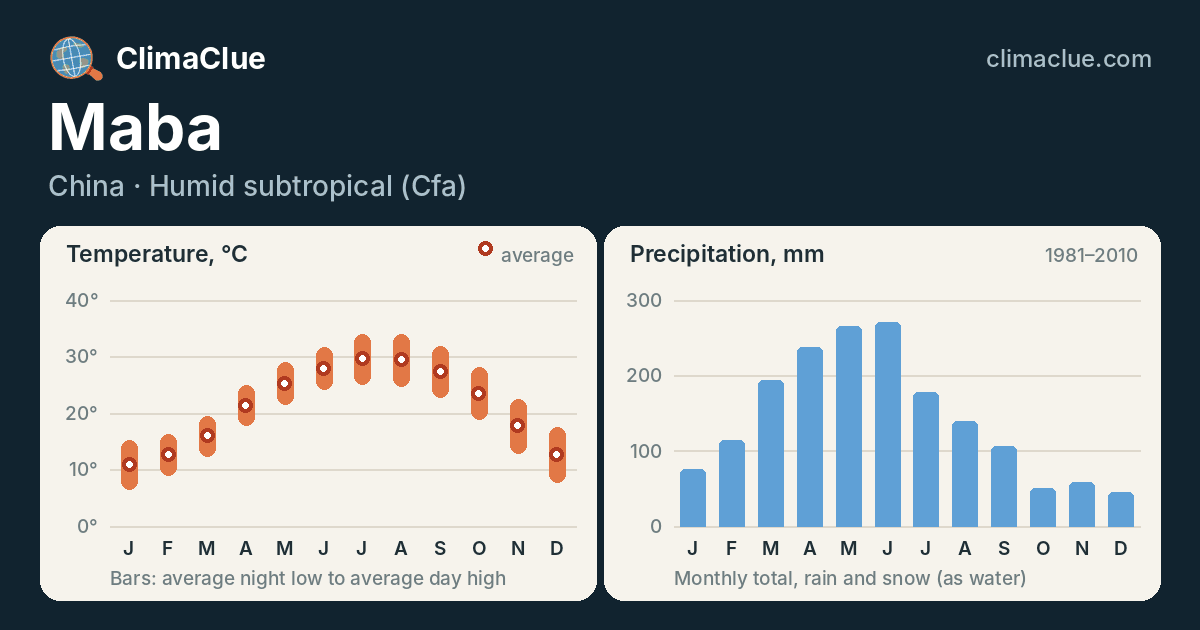 ClimaClue
climaclue.com
Maba
China · Humid subtropical (Cfa)
Temperature, °C
average
40°
30°
20°
10°
0°
J F M A M J J A S O N D
Bars: average night low to average day high
Precipitation, mm
1981–2010
300
200
100
0
J F M A M J J A S O N D
Monthly total, rain and snow (as water)